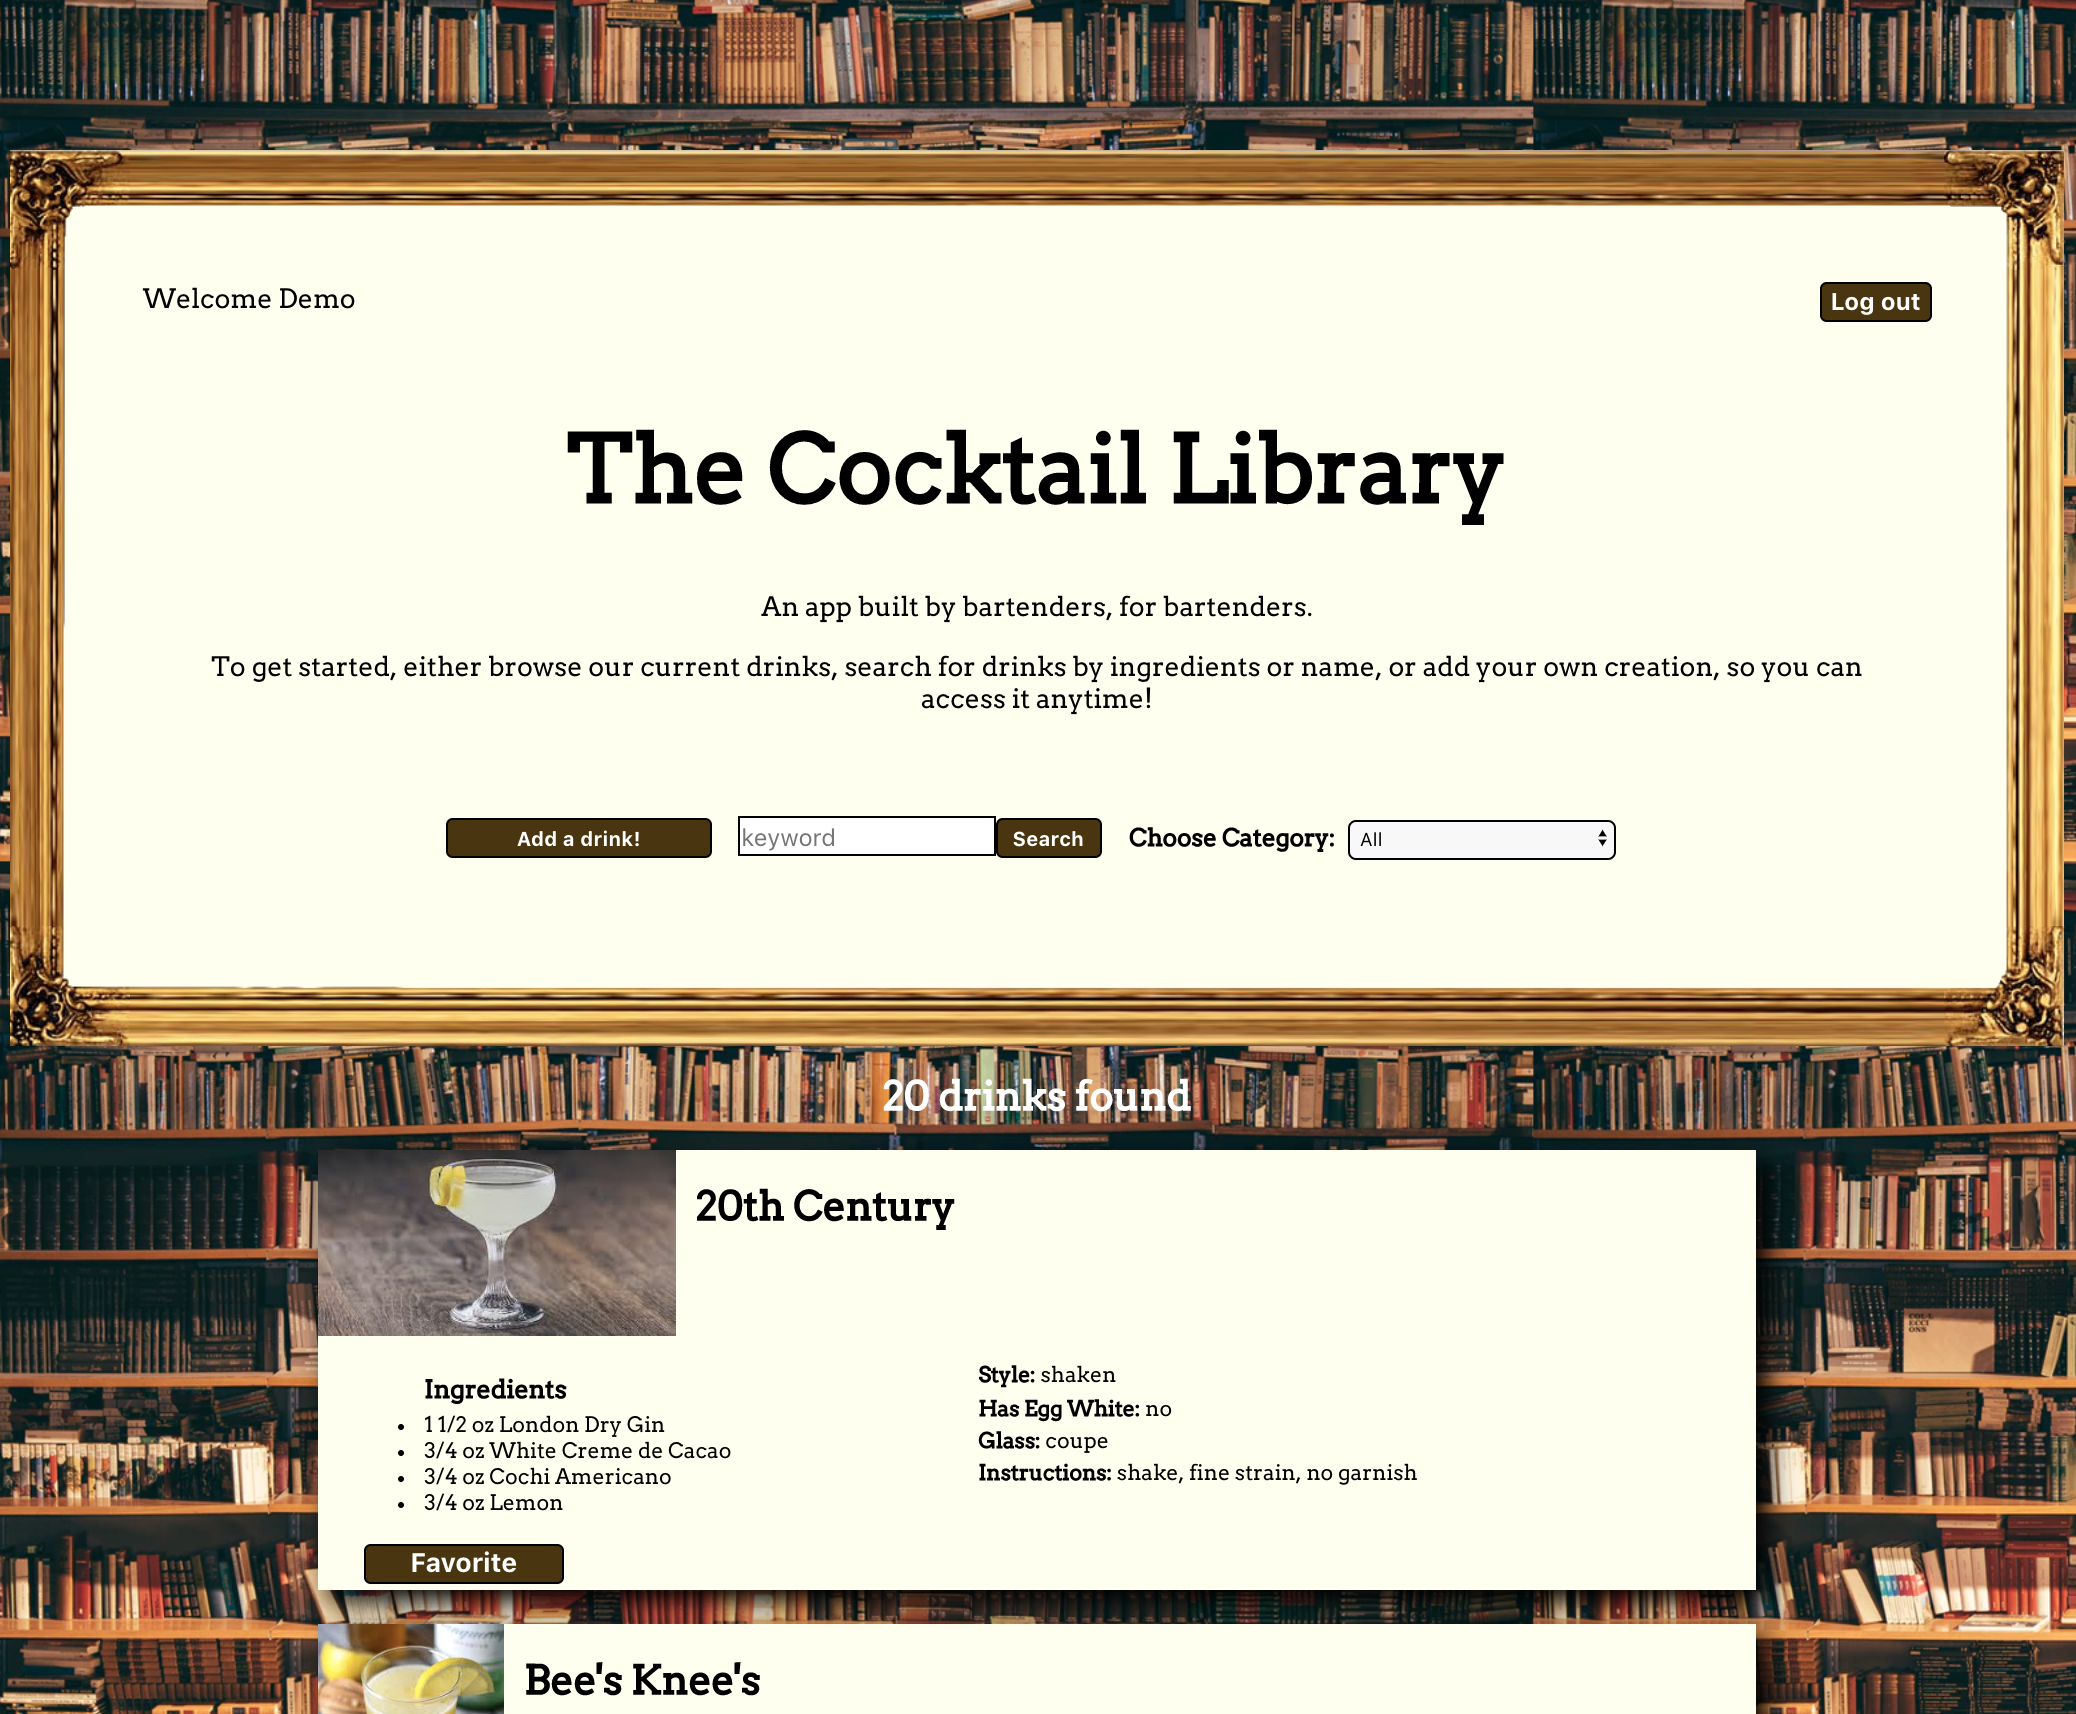 Welcome Demo
Log out
The Cocktail Library
An app built by bartenders, for bartenders.
To get started, either browse our current drinks, search for drinks by ingredients or name, or add your own creation, so you can
access it anytime!
Add a drink!
keyword
Search
Choose Category:
All
20 drinks found
20th Century
Ingredients
• 1 1/2 oz London Dry Gin
• 3/4 oz White Creme de Cacao
• 3/4 oz Cochi Americano
• 3/4 oz Lemon
Style: shaken
Has Egg White: no
Glass: coupe
Instructions: shake, fine strain, no garnish
Favorite
COL·L
ECCI
ONS
Bee's Knee's